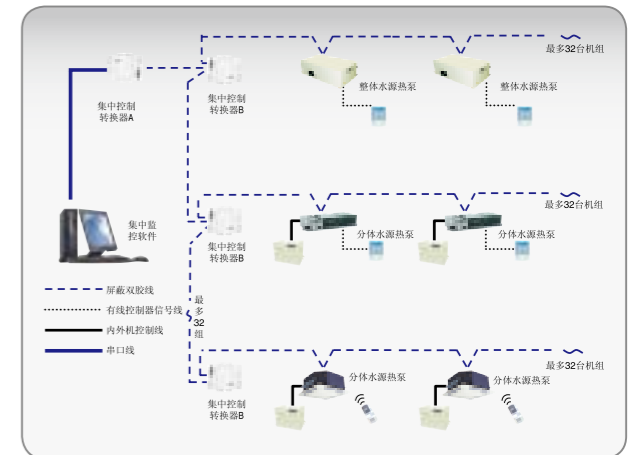 最多32台机组
整体水源热泵
整体水源热泵
集中控制
转换器A
集中控制
转换器B
最多32台机组
集中监
控软件
集中控制
转换器B
分体水源热泵
分体水源热泵
屏蔽双胶线
有线控制器信号线
内外机控制线
串口线
最
多
32
组
最多32台机组
分体水源热泵
分体水源热泵
集中控制
转换器B